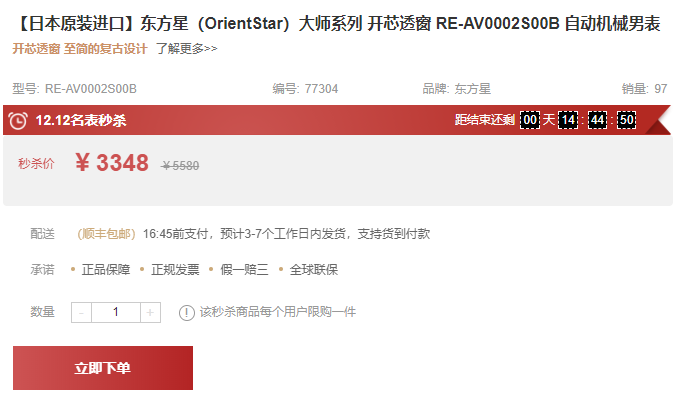 【日本原装进口】东方星（OrientStar）大师系列 开芯透窗 RE-AV0002S00B 自动机械男表
开芯透窗 至简的复古设计 了解更多>>
型号: RE-AV0002S00B 编号: 77304 品牌: 东方星 销量: 97
12.12名表秒杀 距结束还剩 00 天 14 : 44 : 50
秒杀价 ¥ 3348 ¥ 5580
配送 （顺丰包邮）16:45前支付，预计3-7个工作日内发货，支持货到付款
承诺 • 正品保障 • 正规发票 • 假一赔三 • 全球联保
数量 - 1 + ! 该秒杀商品每个用户限购一件
立即下单